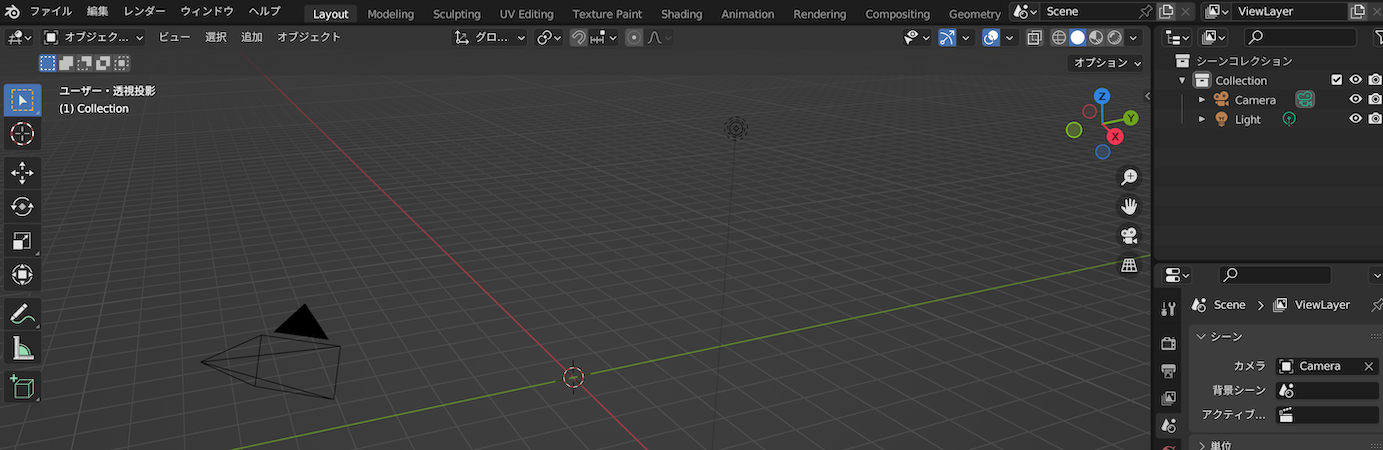 ファイル 編集 レンダー ウィンドウ ヘルプ Layout Modeling Sculpting UV Editing Texture Paint Shading Animation Rendering Compositing Geometry Scene ViewLayer
オブジェク... ビュー 選択 追加 オブジェクト グロ...
オプション
ユーザー・透視投影
(1) Collection
Z
Y
X
シーンコレクション
Collection
Camera
Light
Scene ViewLayer
シーン
カメラ Camera
背景シーン
アクティブ...
単位